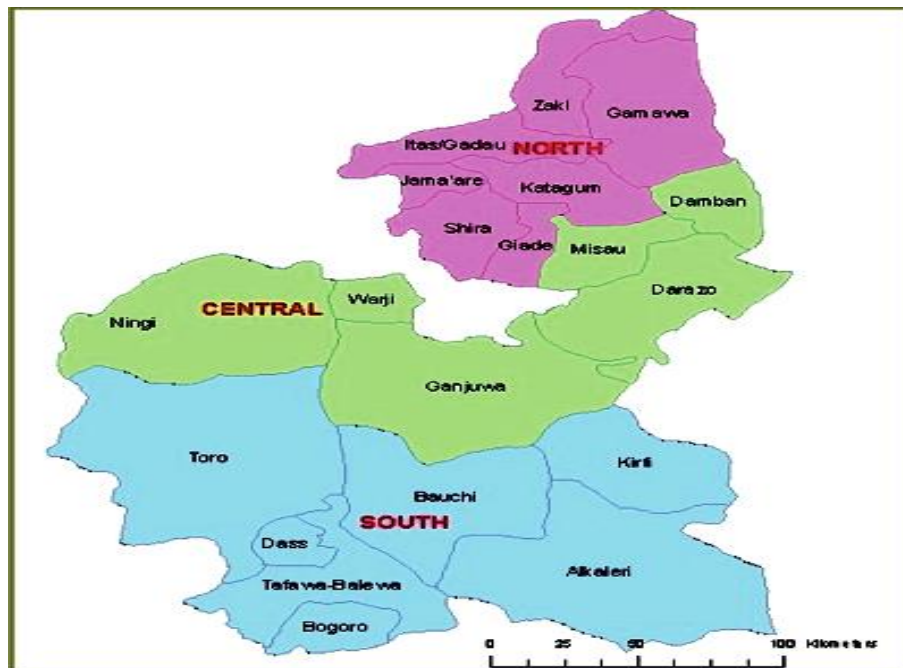 Zaki
Gamawa
Itas/Gadau
NORTH
Jama'are
Katagum
Damban
Shira
Giade
Misau
Darazo
Warji
CENTRAL
Ningi
Ganjuwa
Toro
Kirfi
Bauchi
SOUTH
Dass
Alkaleri
Tafawa-Balewa
Bogoro
0 25 50 100 Kilometers